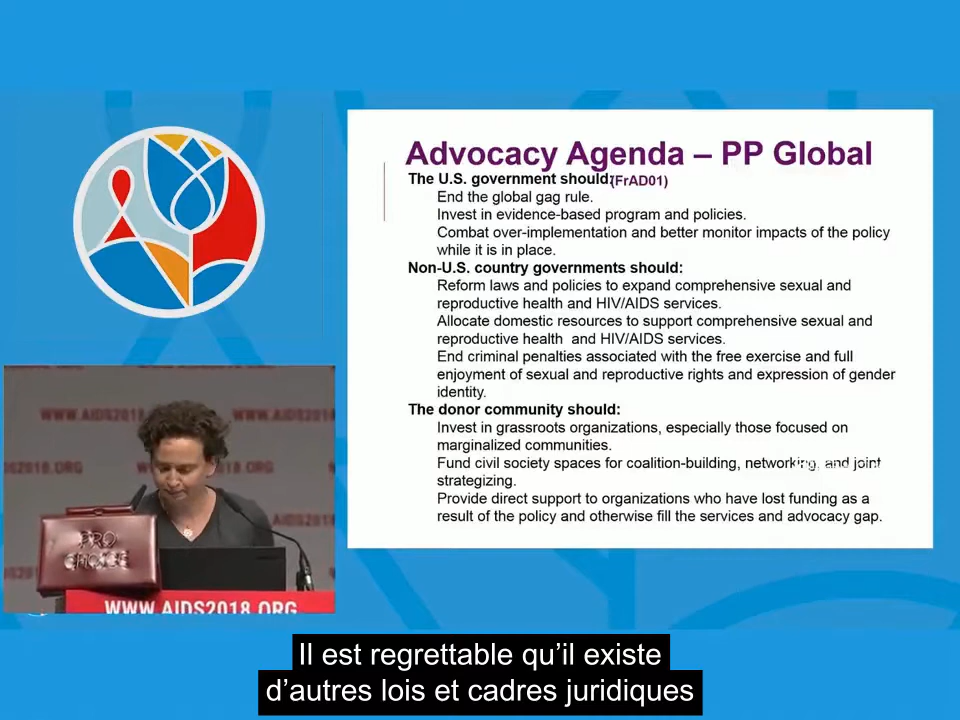 Advocacy Agenda – PP Global
The U.S. government should:(FrAD01)
End the global gag rule.
Invest in evidence-based program and policies.
Combat over-implementation and better monitor impacts of the policy
while it is in place.
Non-U.S. country governments should:
Reform laws and policies to expand comprehensive sexual and
reproductive health and HIV/AIDS services.
Allocate domestic resources to support comprehensive sexual and
reproductive health and HIV/AIDS services.
End criminal penalties associated with the free exercise and full
enjoyment of sexual and reproductive rights and expression of gender
identity.
The donor community should:
Invest in grassroots organizations, especially those focused on
marginalized communities.
Fund civil society spaces for coalition-building, networking, and joint
strategizing.
Provide direct support to organizations who have lost funding as a
result of the policy and otherwise fill the services and advocacy gap.
WWW.AIDS2018
WWW.AIDS2018.
2018.ORG
PRO
CHOICE
WWW.AIDS2018.ORG
Il est regrettable qu'il existe
d'autres lois et cadres juridiques